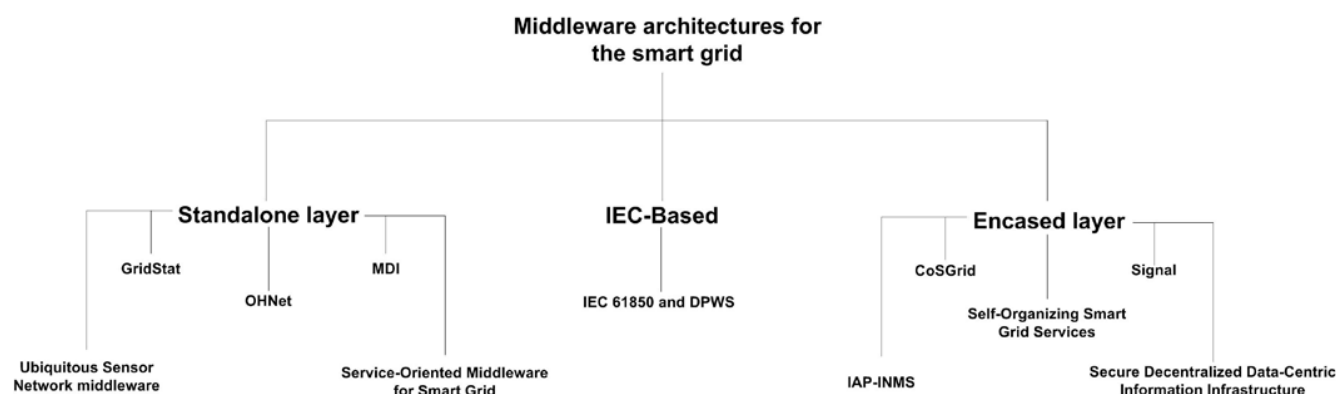 Middleware architectures for
the smart grid
Standalone layer
IEC-Based
Encased layer
GridStat
MDI
CoSGrid
Signal
OHNet
IEC 61850 and DPWS
Self-Organizing Smart
Grid Services
Ubiquitous Sensor
Network middleware
Service-Oriented Middleware
for Smart Grid
IAP-INMS
Secure Decentralized Data-Centric
Information Infrastructure